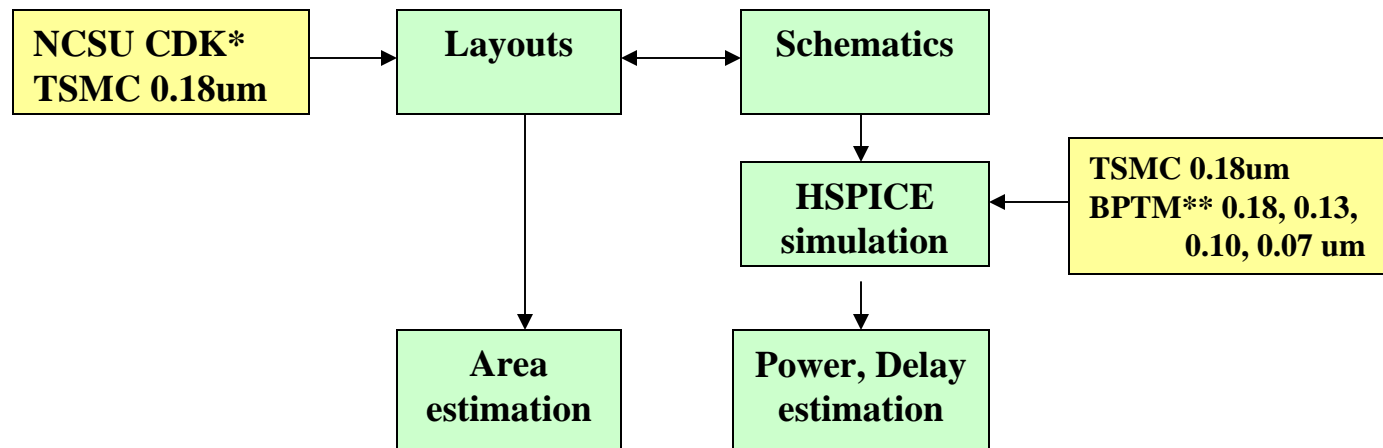 NCSU CDK*
TSMC 0.18um
Layouts
Schematics
HSPICE
simulation
TSMC 0.18um
BPTM** 0.18, 0.13,
0.10, 0.07 um
Area
estimation
Power, Delay
estimation